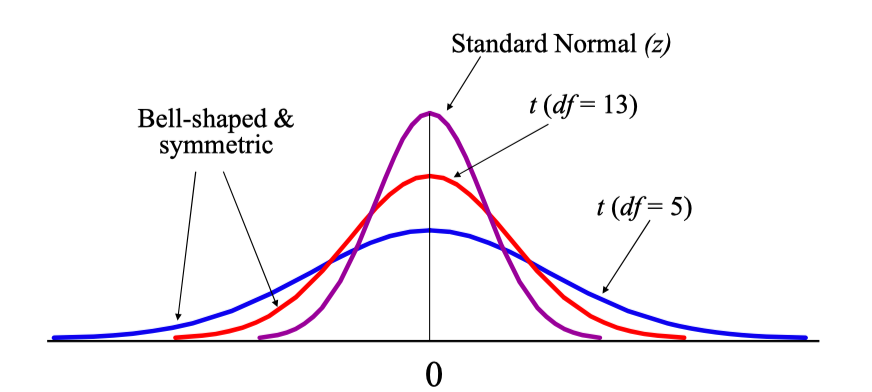 Standard Normal (z)
t (df = 13)
Bell-shaped &
symmetric
t (df = 5)
0